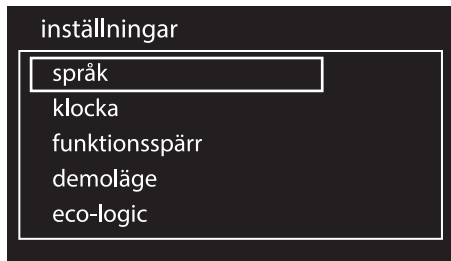 inställningar
språk
klocka
funktionsspärr
demoläge
eco-logic